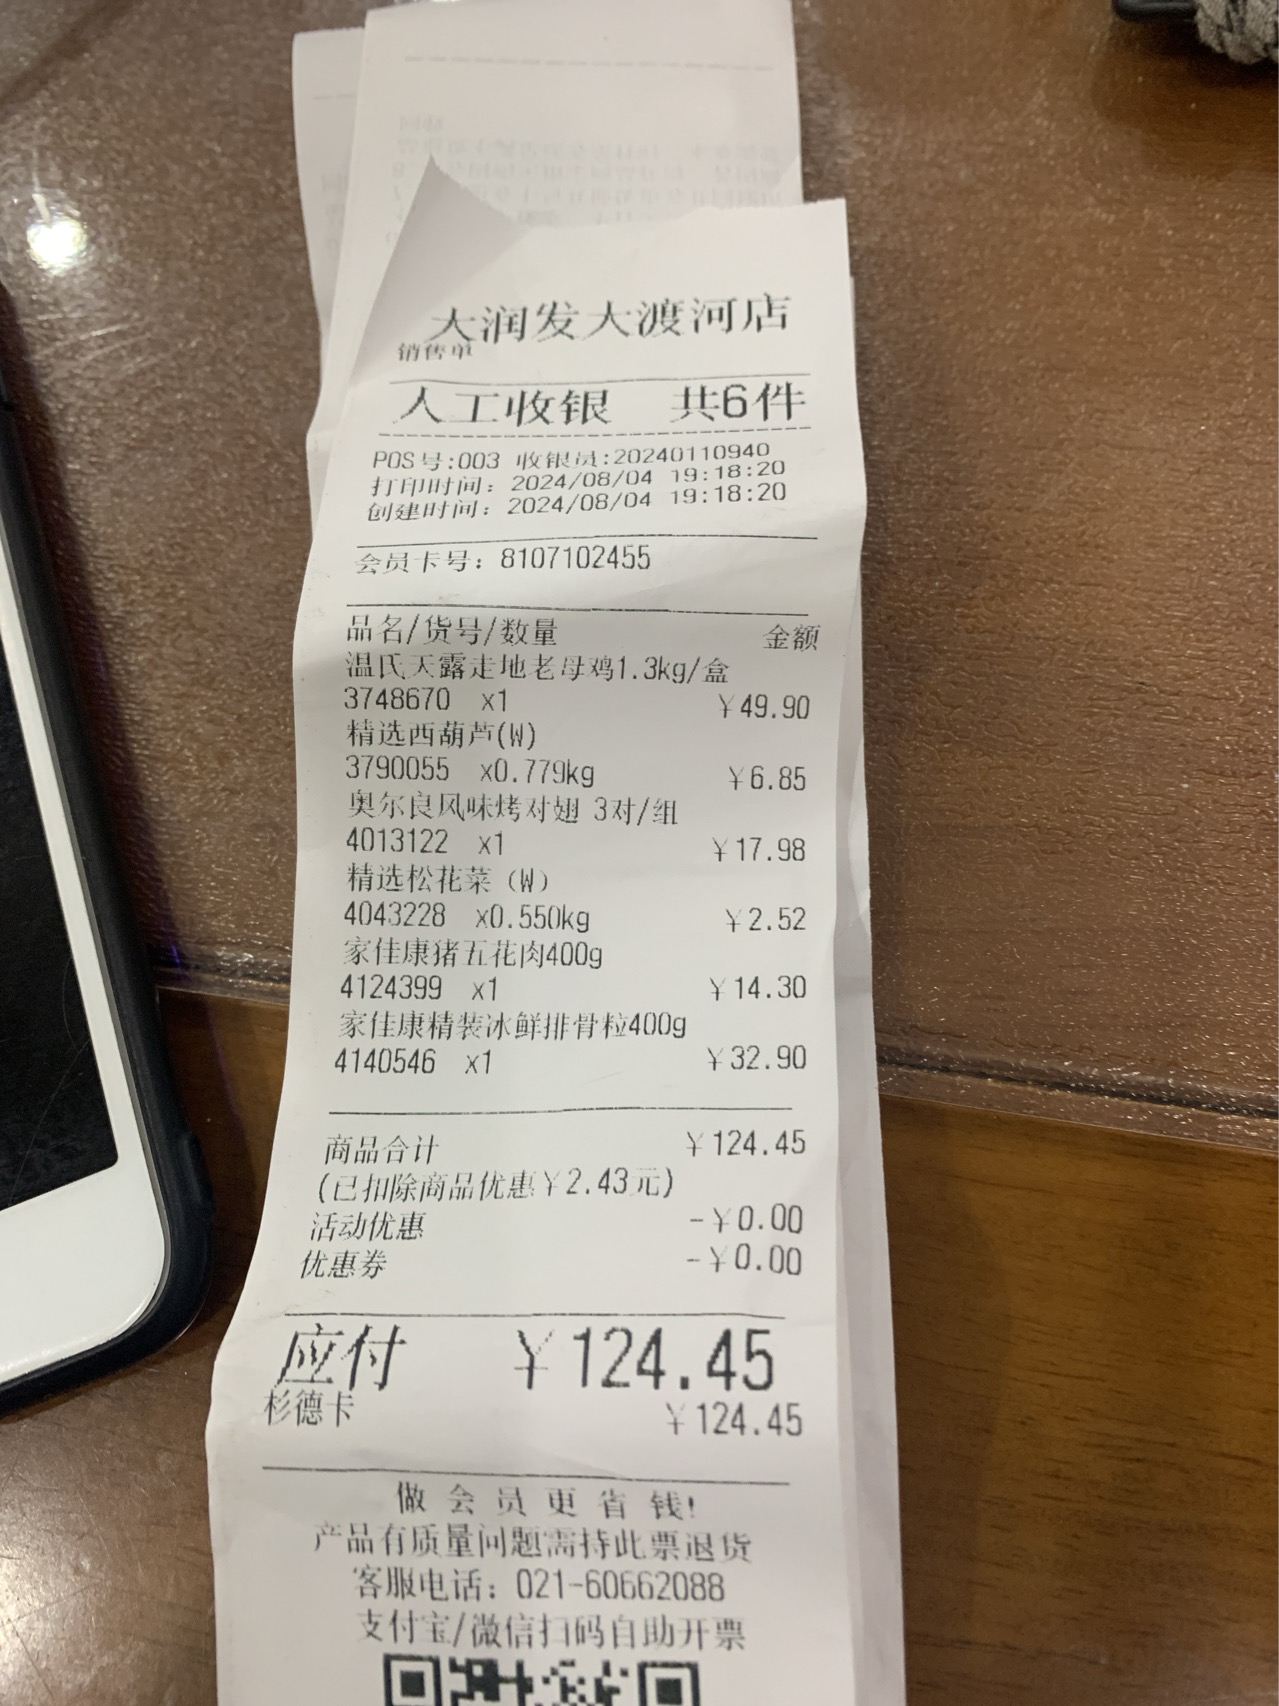 大润发大渡河店
销售单
人工收银 共6件
POS号:003 收银员:20240110940
打印时间: 2024/08/04 19:18:20
创建时间: 2024/08/04 19:18:20
会员卡号: 8107102455
品名/货号/数量 金额
温氏天露走地老母鸡1.3kg/盒
3748670 x1 ￥49.90
精选西葫芦(W)
3790055 x0.779kg ￥6.85
奥尔良风味烤对翅 3对/组
4013122 x1 ￥17.98
精选松花菜（W）
4043228 x0.550kg ￥2.52
家佳康猪五花肉400g
4124399 x1 ￥14.30
家佳康精装冰鲜排骨粒400g
4140546 x1 ￥32.90
商品合计 ￥124.45
(已扣除商品优惠￥2.43元)
活动优惠 -￥0.00
优惠券 -￥0.00
应付 ￥124.45
杉德卡 ￥124.45
做会员更省钱!
产品有质量问题需持此票退货
客服电话: 021-60662088
支付宝/微信扫码自助开票